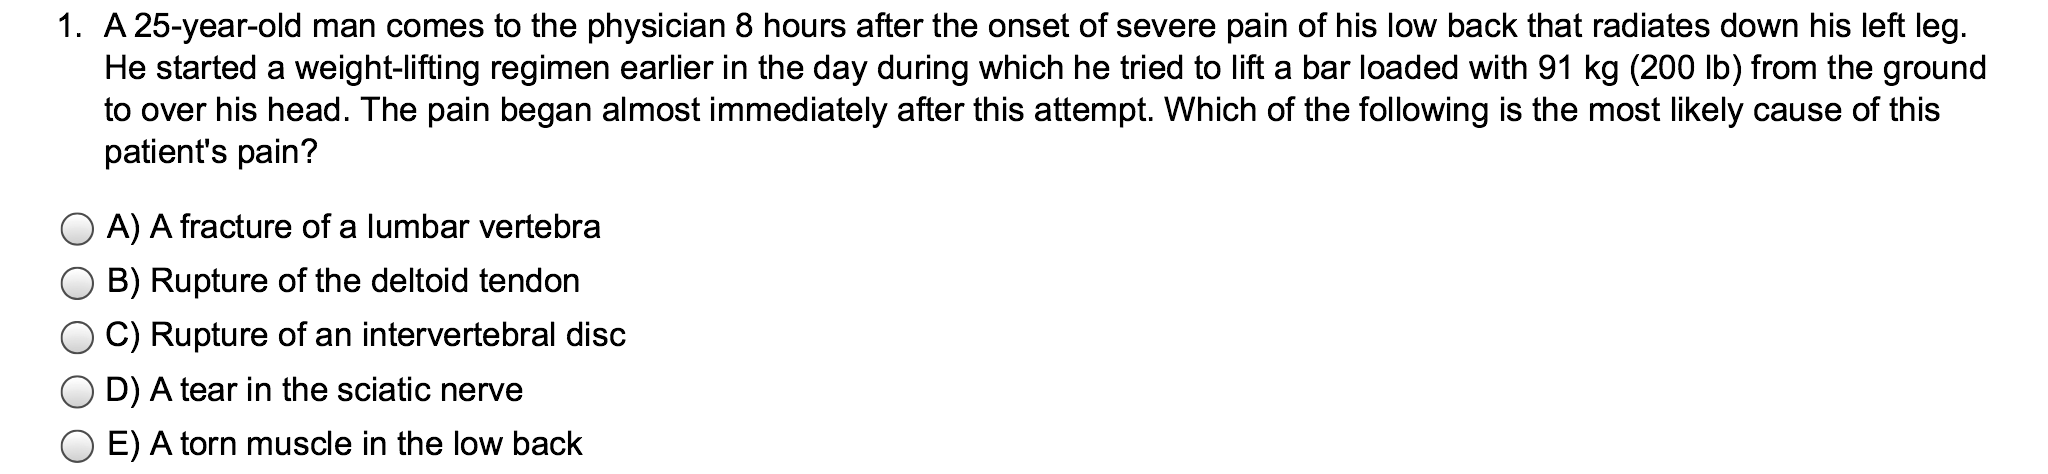 1. A 25-year-old man comes to the physician 8 hours after the onset of severe pain of his low back that radiates down his left leg.
He started a weight-lifting regimen earlier in the day during which he tried to lift a bar loaded with 91 kg (200 lb) from the ground
to over his head. The pain began almost immediately after this attempt. Which of the following is the most likely cause of this
patient's pain?
A) A fracture of a lumbar vertebra
B) Rupture of the deltoid tendon
C) Rupture of an intervertebral disc
D) A tear in the sciatic nerve
E) A torn muscle in the low back